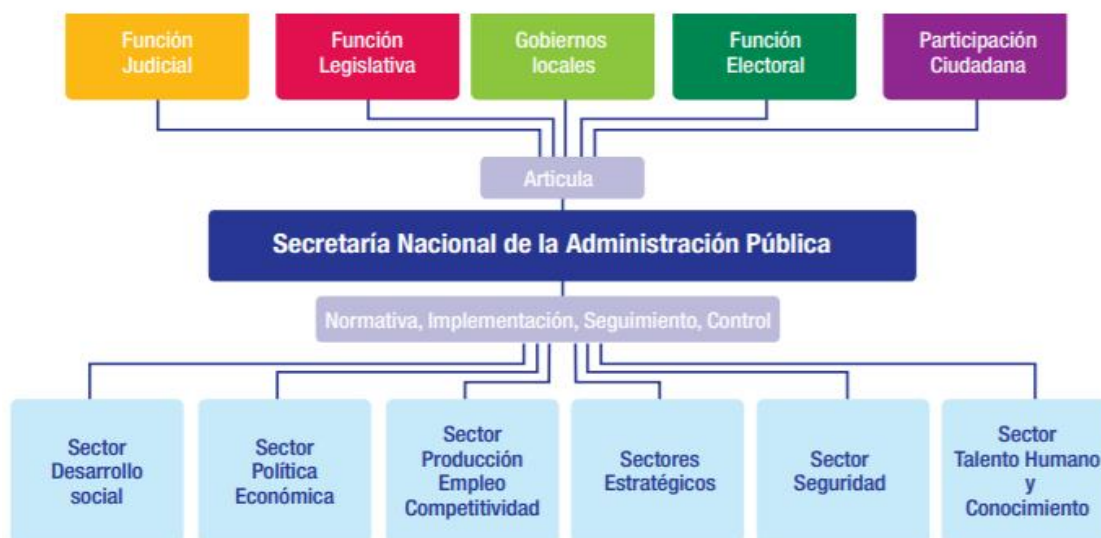 Función
Judicial
Función
Legislativa
Gobiernos
locales
Función
Electoral
Participación
Ciudadana
Articula
Secretaría Nacional de la Administración Pública
Normativa, Implementación, Seguimiento, Control
Sector
Desarrollo
social
Sector
Política
Económica
Sector
Producción
Empleo
Competitividad
Sectores
Estratégicos
Sector
Seguridad
Sector
Talento Humano
y
Conocimiento